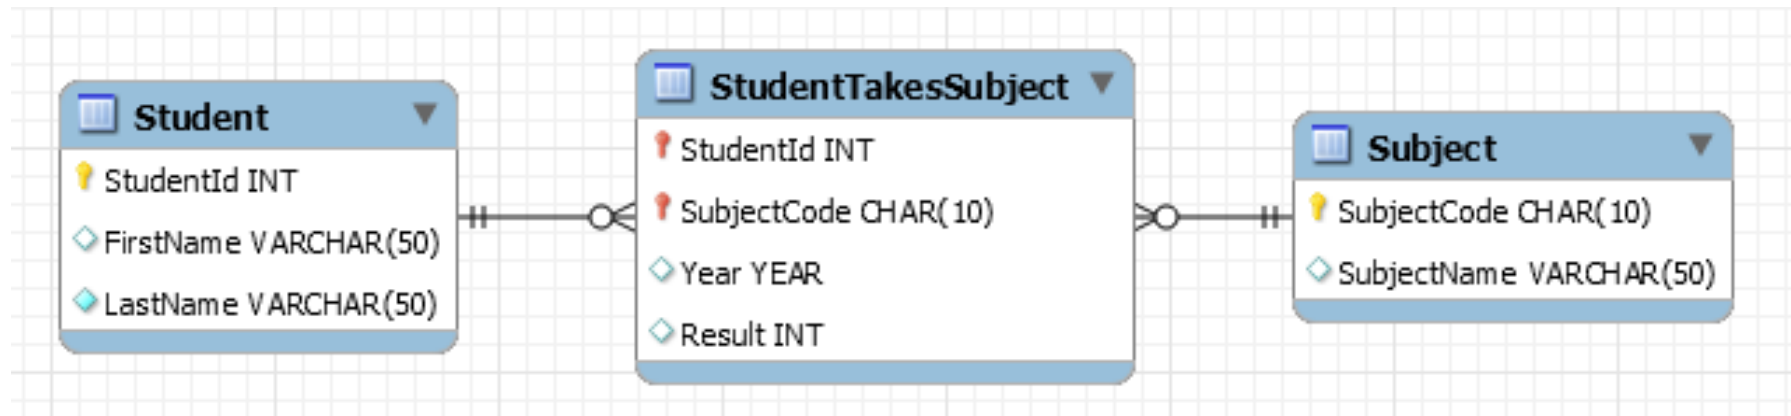 Student
StudentId INT
FirstName VARCHAR(50)
LastName VARCHAR(50)
StudentTakesSubject
StudentId INT
SubjectCode CHAR(10)
Year YEAR
Result INT
Subject
SubjectCode CHAR(10)
SubjectName VARCHAR(50)